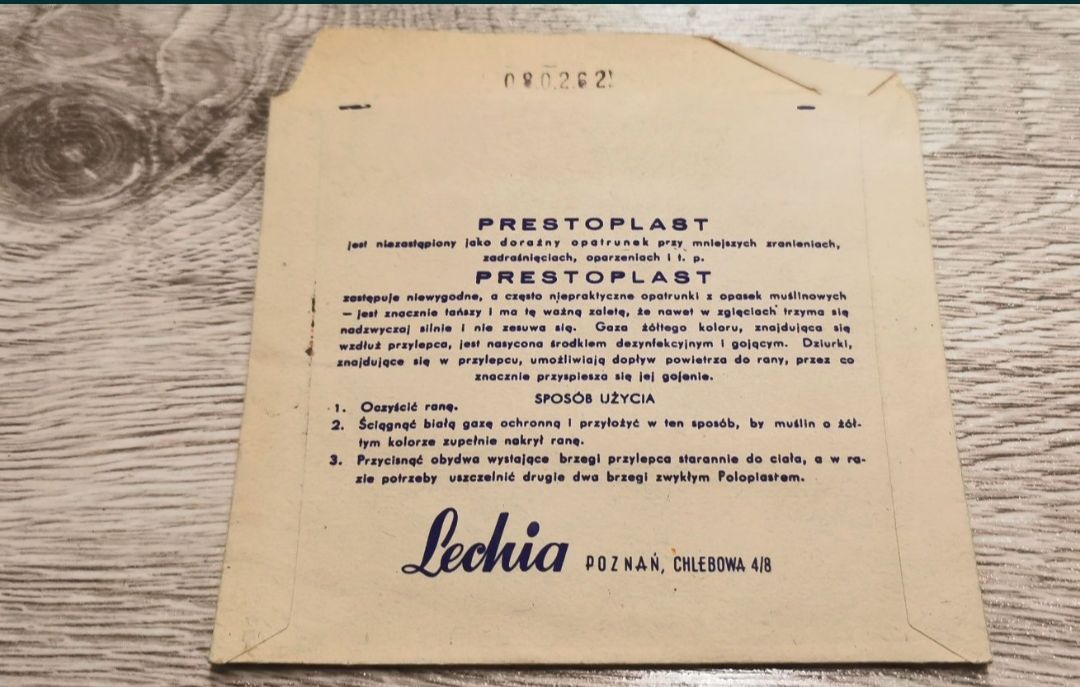 080262
PRESTOPLAST
jest niezastąpiony jako doraźny opatrunek przy mniejszych zranieniach,
zadraśnięciach, oparzeniach i t. p.
PRESTOPLAST
zastępuje niewygodne, a często niepraktyczne opatrunki z opasek muślinowych
— jest znacznie tańszy i ma tę ważną zaletę, że nawet w zgięciach trzyma się
nadzwyczaj silnie i nie zesuwa się. Gaza żółtego koloru, znajdująca się
wzdłuż przylepca, jest nasycona środkiem dezynfekcyjnym i gojącym. Dziurki,
znajdujące się w przylepcu, umożliwiają dopływ powietrza do rany, przez co
znacznie przyspiesza się jej gojenie.
SPOSÓB UŻYCIA
1. Oczyścić ranę.
2. Ściągnąć białą gazę ochronną i przyłożyć w ten sposób, by muślin o żół-
tym kolorze zupełnie nakrył ranę.
3. Przycisnąć obydwa wystające brzegi przylepca starannie do ciała, a w ra-
zie potrzeby uszczelnić drugie dwa brzegi zwykłym Poloplastem.
Lechia POZNAŃ, CHLEBOWA 4/8